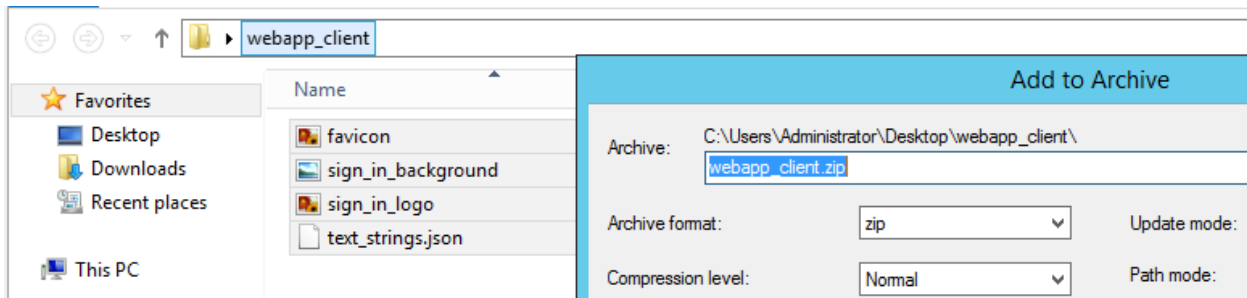 webapp_client
Favorites
Desktop
Downloads
Recent places
This PC
Name
favicon
sign_in_background
sign_in_logo
text_strings.json
Add to Archive
Archive: C:\Users\Administrator\Desktop\webapp_client\
webapp_client.zip
Archive format: zip Update mode:
Compression level: Normal Path mode: